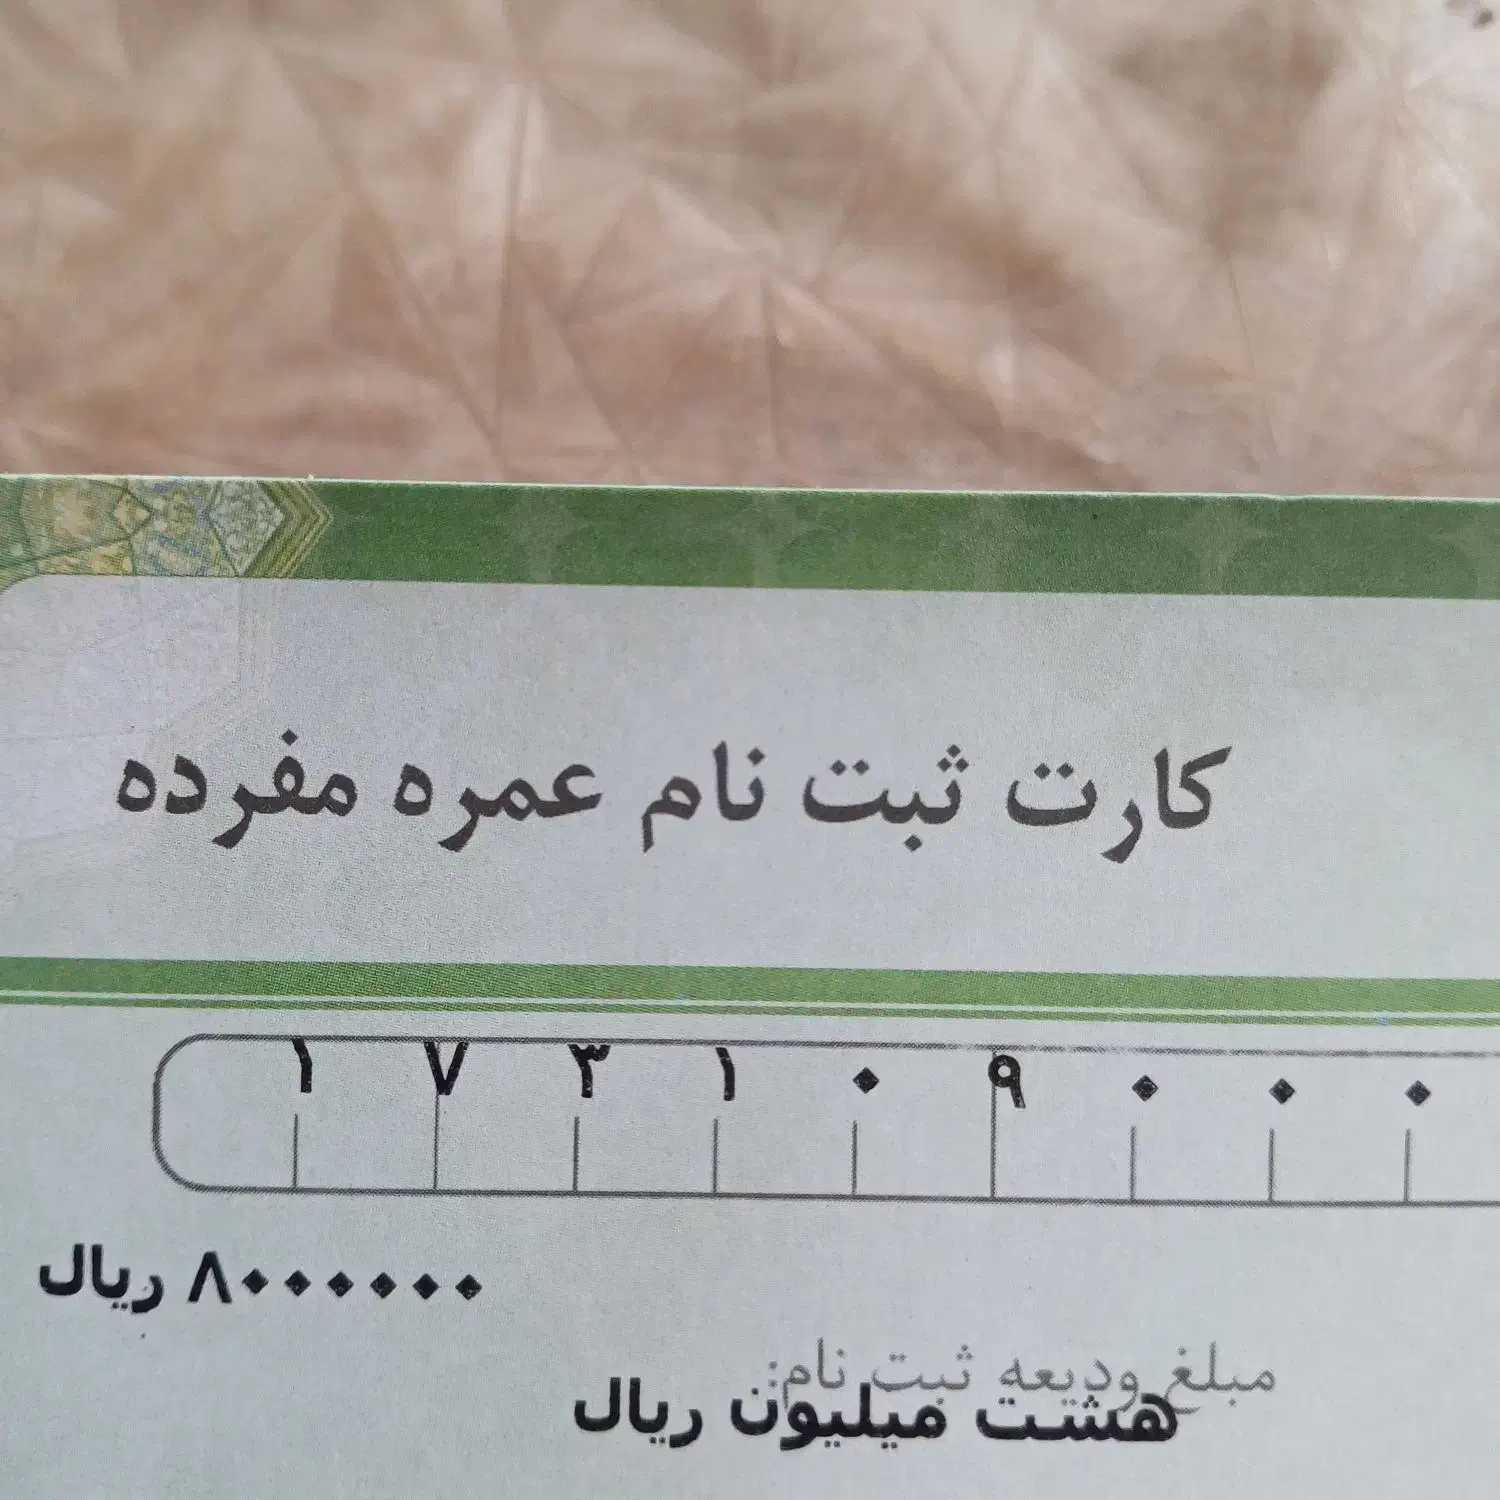 کارت ثبت نام عمره مفرده
۱۷۳۱۰۹۰۰۰
۸۰۰۰۰۰۰ ریال
مبلغ ودیعه ثبت نام:
هشت میلیون ریال